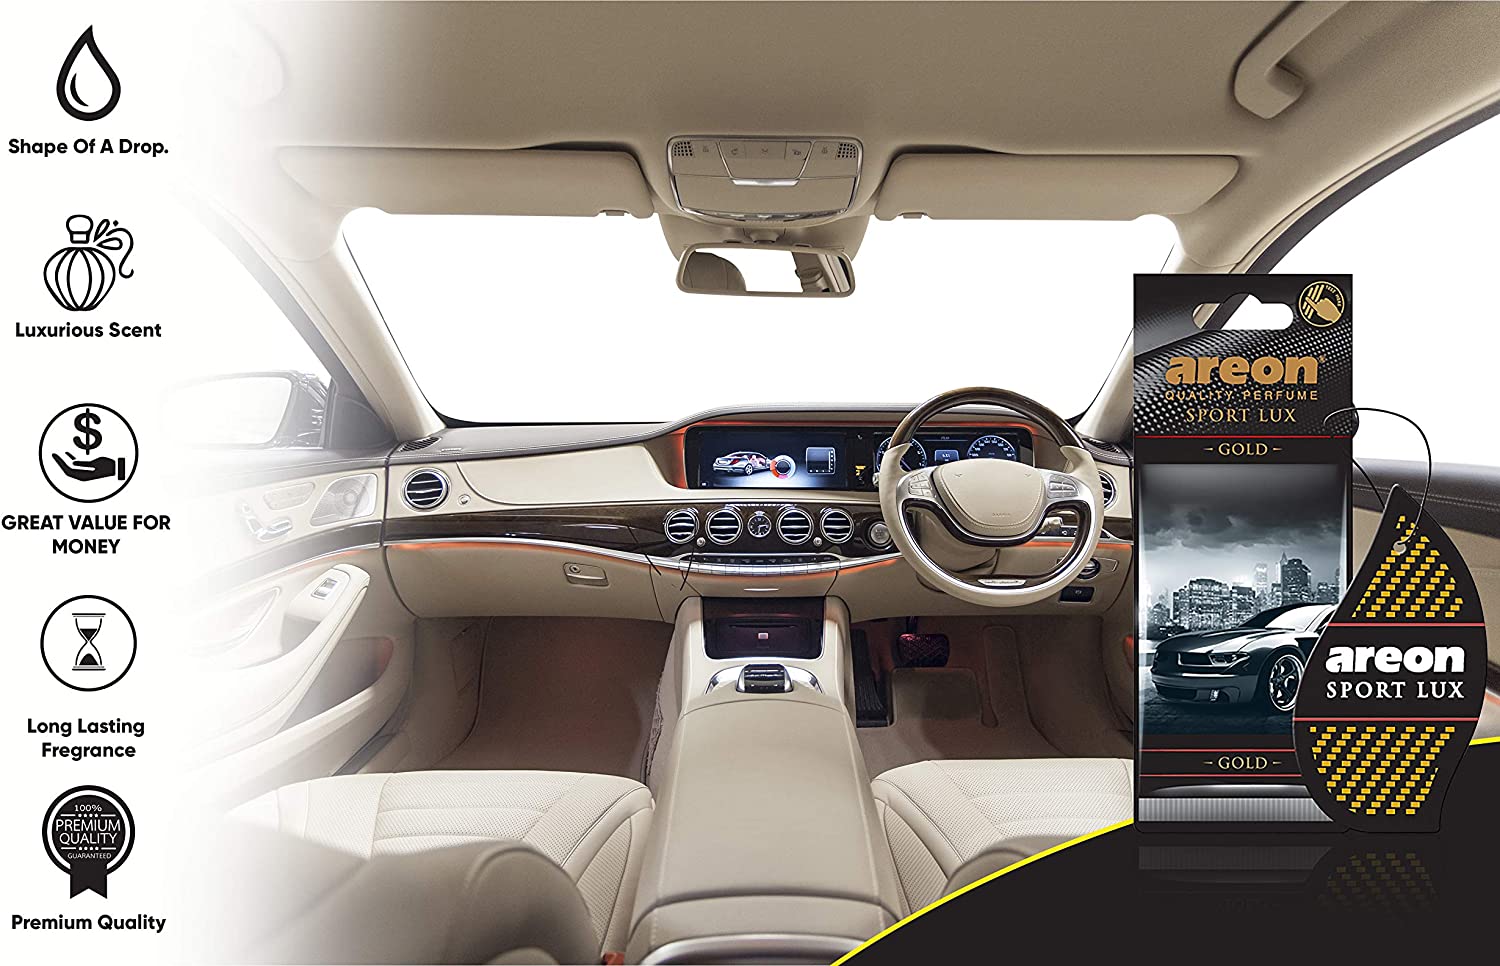 Shape Of A Drop.
Luxurious Scent
$
GREAT VALUE FOR
MONEY
Long Lasting
Fregrance
100%
PREMIUM
QUALITY
GUARANTEED
Premium Quality
areon®
QUALITY PERFUME
SPORT LUX
- GOLD -
- GOLD -
areon
SPORT LUX